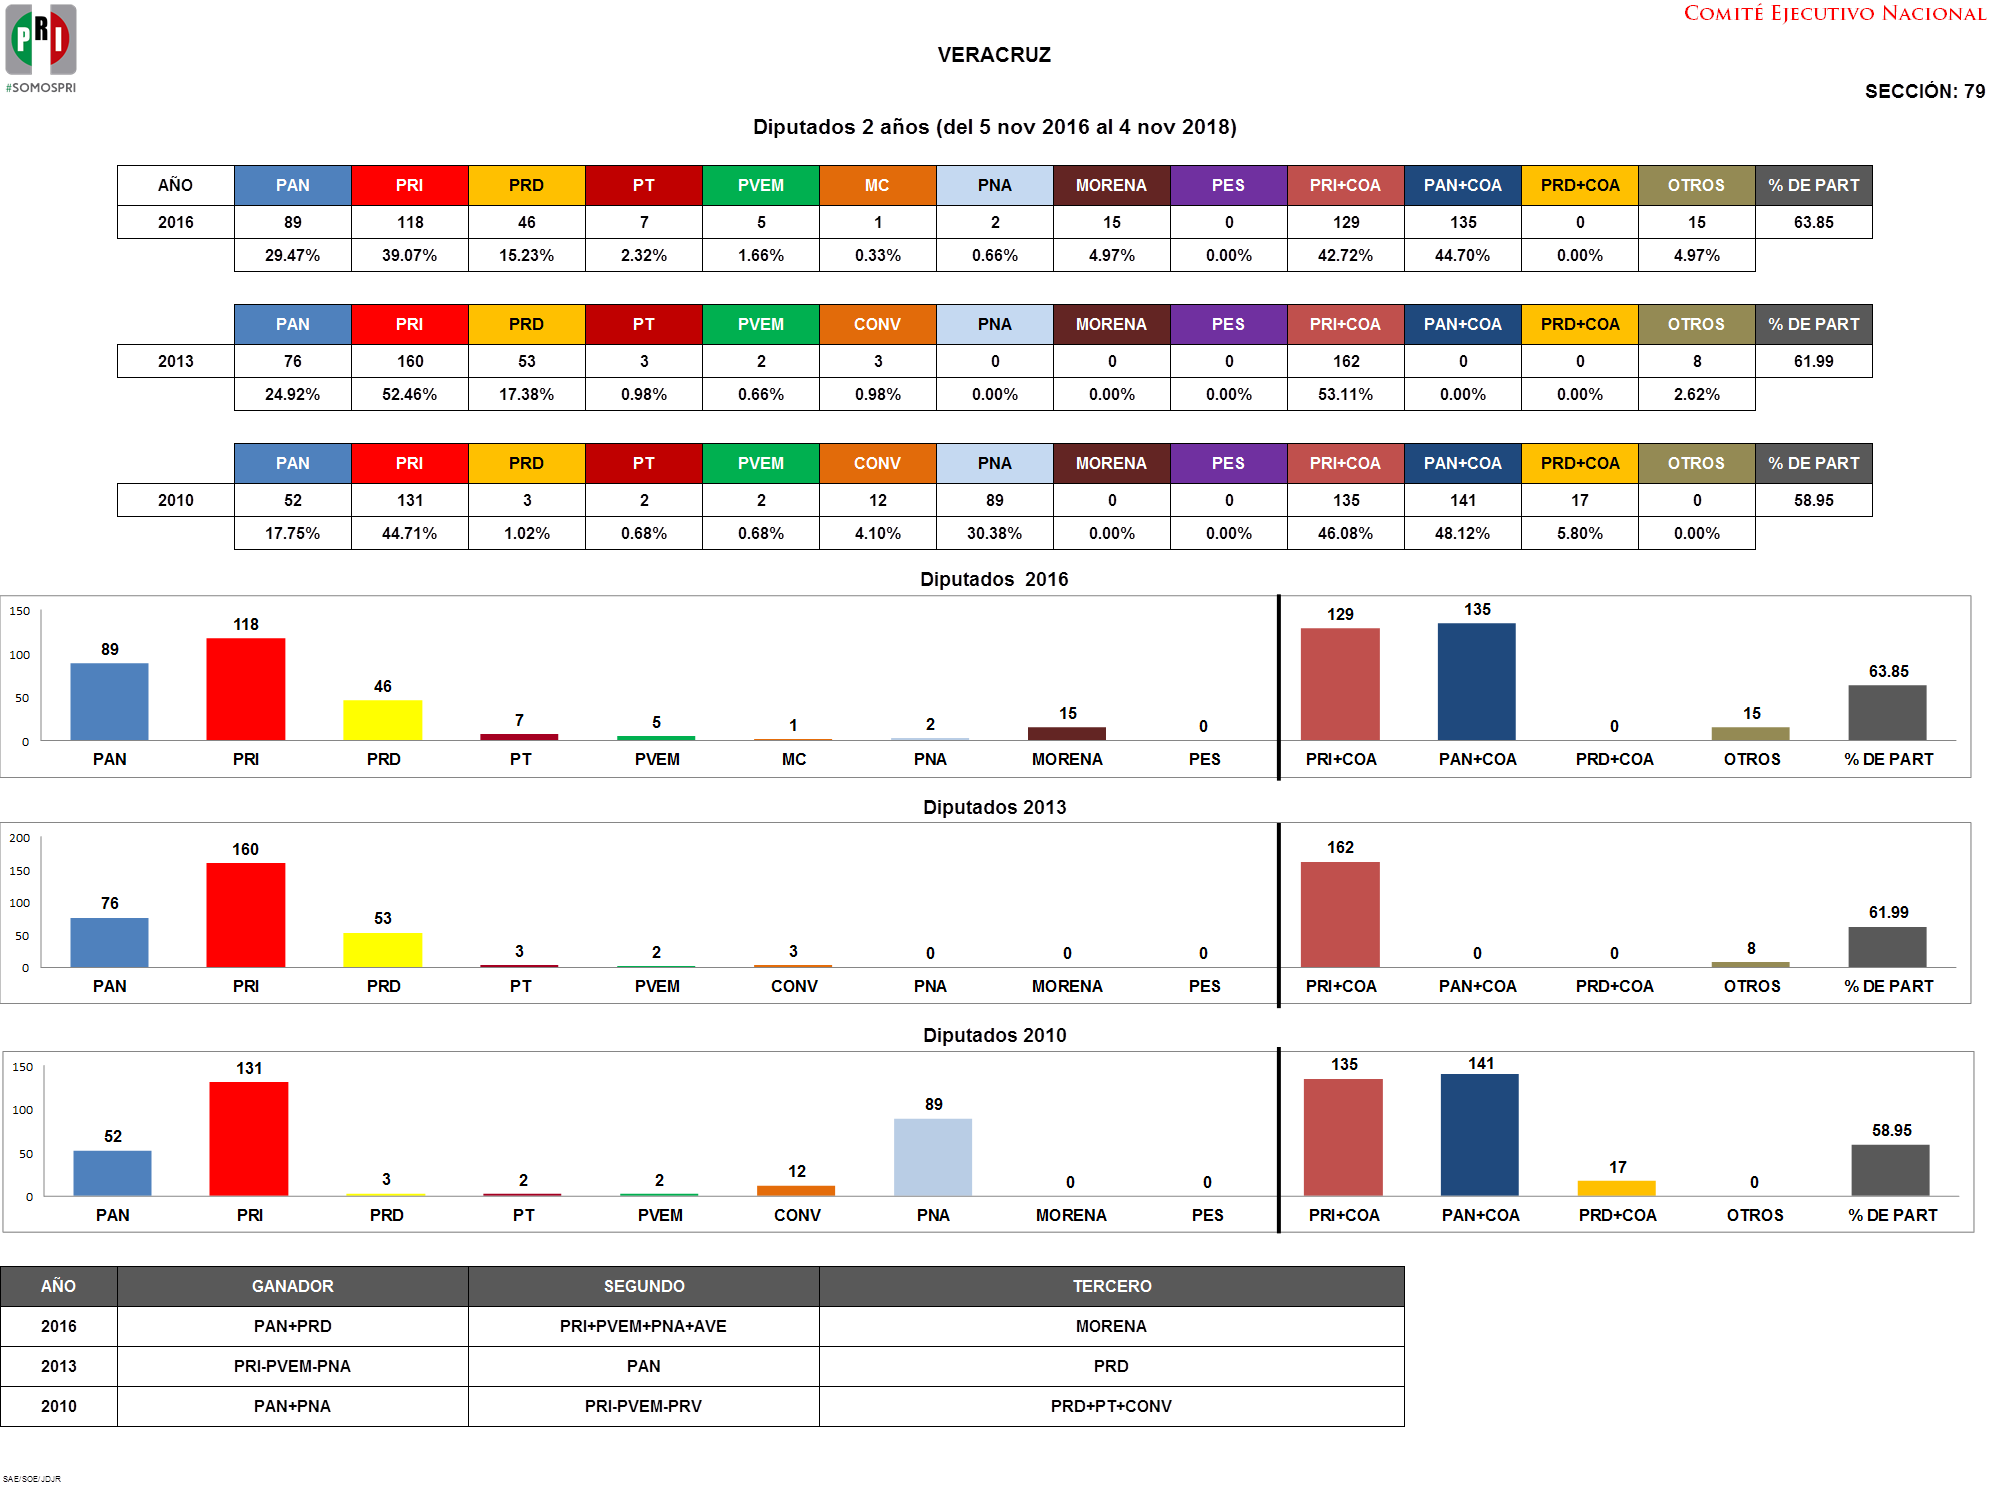 COMITÉ EJECUTIVO NACIONAL
PRI
#SOMOSPRI
VERACRUZ
SECCIÓN: 79
Diputados 2 años (del 5 nov 2016 al 4 nov 2018)
AÑO PAN PRI PRD PT PVEM MC PNA MORENA PES PRI+COA PAN+COA PRD+COA OTROS % DE PART
2016 89 118 46 7 5 1 2 15 0 129 135 0 15 63.85
29.47% 39.07% 15.23% 2.32% 1.66% 0.33% 0.66% 4.97% 0.00% 42.72% 44.70% 0.00% 4.97%
PAN PRI PRD PT PVEM CONV PNA MORENA PES PRI+COA PAN+COA PRD+COA OTROS % DE PART
2013 76 160 53 3 2 3 0 0 0 162 0 0 8 61.99
24.92% 52.46% 17.38% 0.98% 0.66% 0.98% 0.00% 0.00% 0.00% 53.11% 0.00% 0.00% 2.62%
PAN PRI PRD PT PVEM CONV PNA MORENA PES PRI+COA PAN+COA PRD+COA OTROS % DE PART
2010 52 131 3 2 2 12 89 0 0 135 141 17 0 58.95
17.75% 44.71% 1.02% 0.68% 0.68% 4.10% 30.38% 0.00% 0.00% 46.08% 48.12% 5.80% 0.00%
Diputados 2016
150
100
50
0
89 118 46 7 5 1 2 15 0 129 135 0 15 63.85
PAN PRI PRD PT PVEM MC PNA MORENA PES PRI+COA PAN+COA PRD+COA OTROS % DE PART
Diputados 2013
200
150
100
50
0
76 160 53 3 2 3 0 0 0 162 0 0 8 61.99
PAN PRI PRD PT PVEM CONV PNA MORENA PES PRI+COA PAN+COA PRD+COA OTROS % DE PART
Diputados 2010
150
100
50
0
52 131 3 2 2 12 89 0 0 135 141 17 0 58.95
PAN PRI PRD PT PVEM CONV PNA MORENA PES PRI+COA PAN+COA PRD+COA OTROS % DE PART
AÑO GANADOR SEGUNDO TERCERO
2016 PAN+PRD PRI+PVEM+PNA+AVE MORENA
2013 PRI-PVEM-PNA PAN PRD
2010 PAN+PNA PRI-PVEM-PRV PRD+PT+CONV
SAE/SOE/JDJR